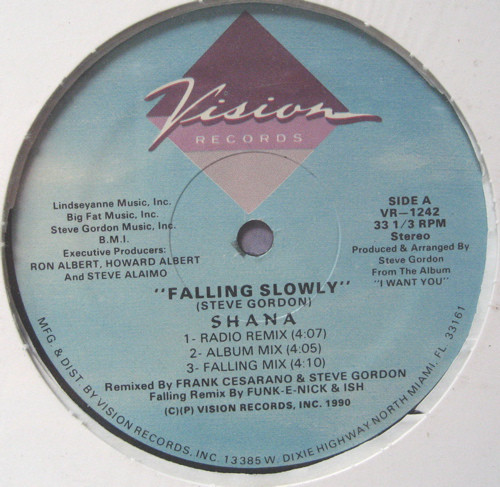 Vision
RECORDS
Lindseyanne Music, Inc.
Big Fat Music, Inc.
Steve Gordon Music, Inc.
B.M.I.
Executive Producers:
RON ALBERT, HOWARD ALBERT
And STEVE ALAIMO
SIDE A
VR—1242
33 1/3 RPM
Stereo
Produced & Arranged By
Steve Gordon
From The Album
"I WANT YOU"
"FALLING SLOWLY"
(STEVE GORDON)
SHANA
1- RADIO REMIX (4:07)
2- ALBUM MIX (4:05)
3- FALLING MIX (4:10)
Remixed By FRANK CESARANO & STEVE GORDON
Falling Remix By FUNK-E-NICK & ISH
(C)(P) VISION RECORDS, INC. 1990
MFG. & DIST. BY VISION RECORDS, INC. 13385 W. DIXIE HIGHWAY NORTH MIAMI, FL 33161